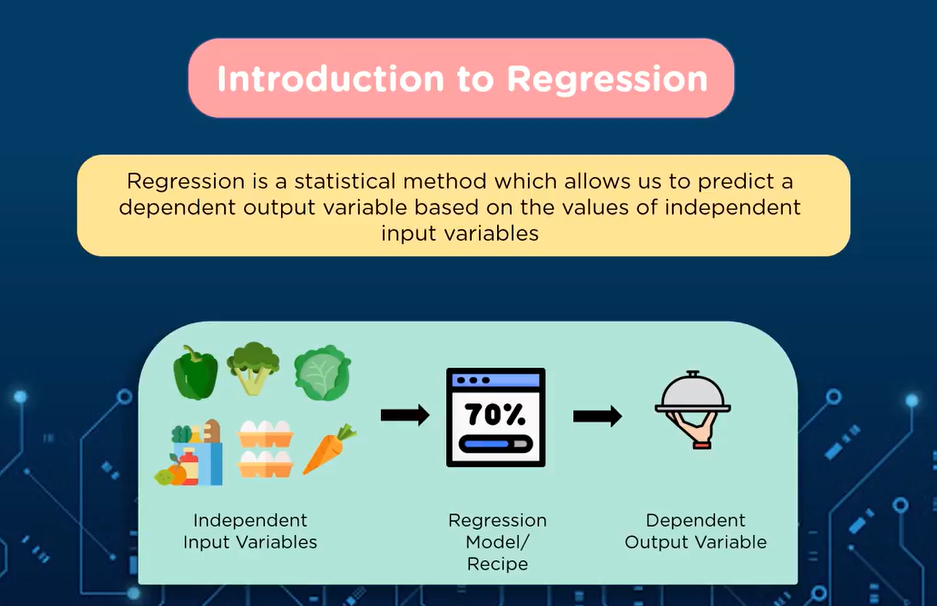 Introduction to Regression
Regression is a statistical method which allows us to predict a
dependent output variable based on the values of independent
input variables
70%
Independent
Input Variables
Regression
Model/
Recipe
Dependent
Output Variable